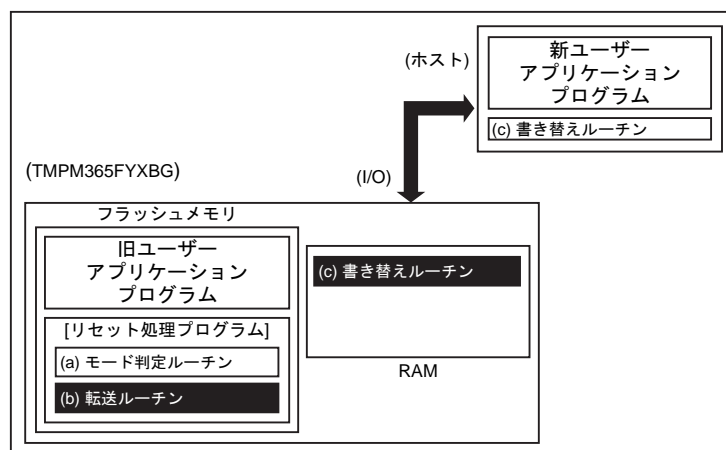 (ホスト)
新ユーザー
アプリケーション
プログラム
(c) 書き替えルーチン
(TMPM365FYXBG)
(I/O)
フラッシュメモリ
旧ユーザー
アプリケーション
プログラム
[リセット処理プログラム]
(a) モード判定ルーチン
(b) 転送ルーチン
(c) 書き替えルーチン
RAM